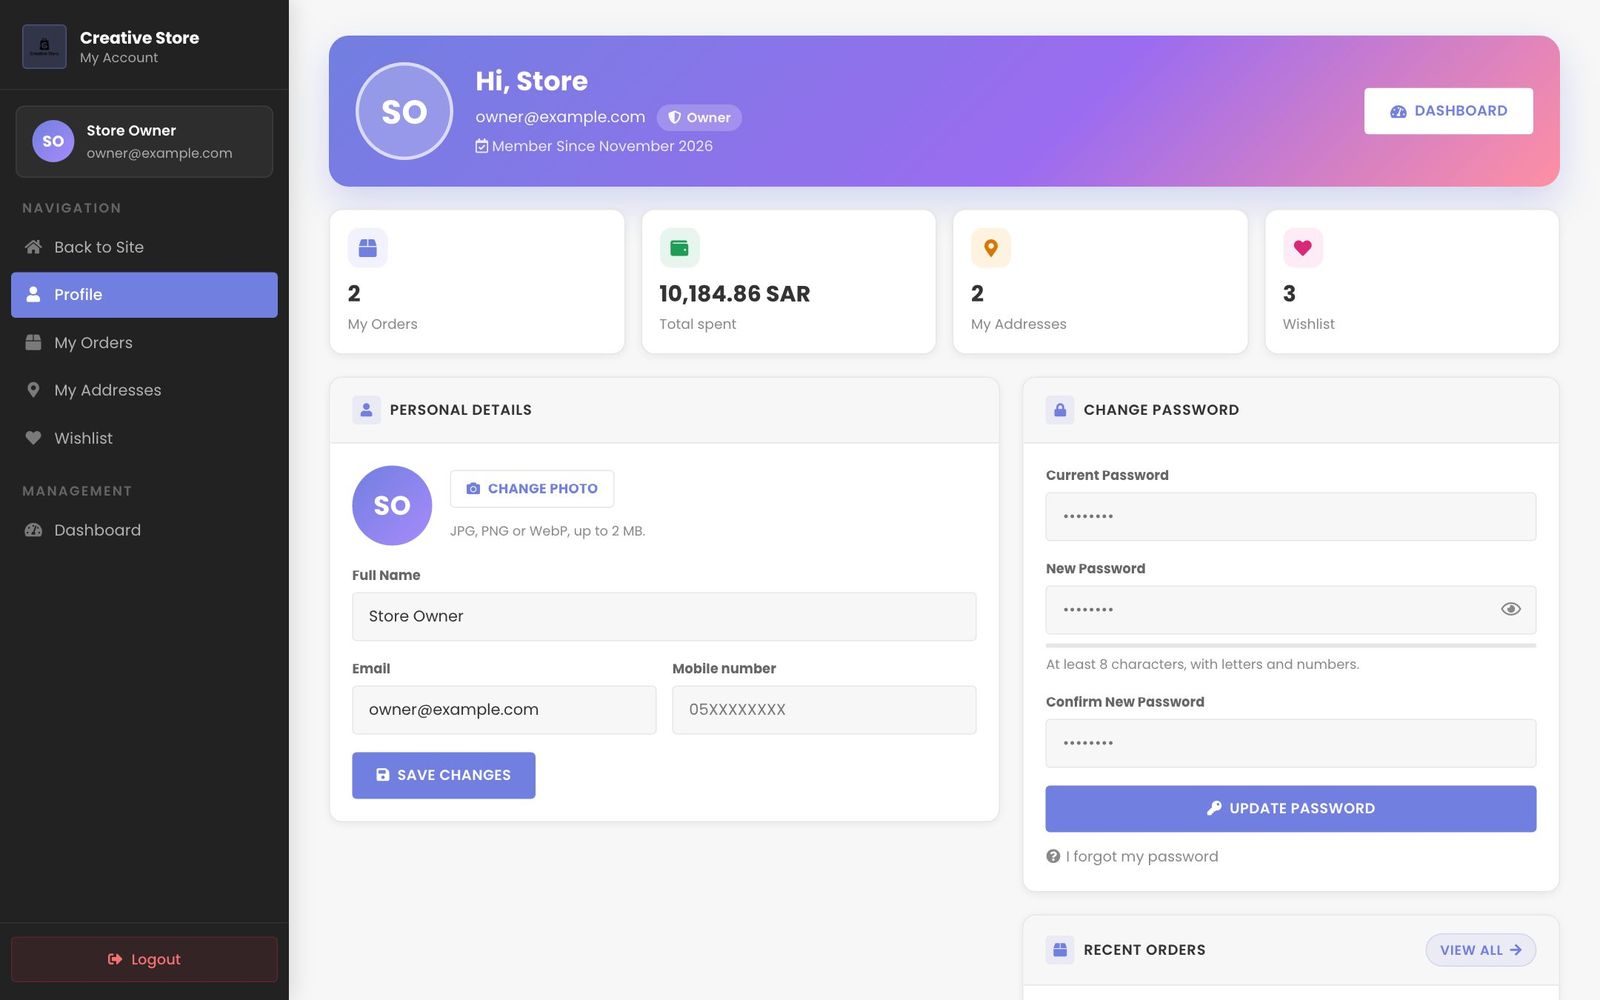 Creative Store
My Account
SO
Store Owner
owner@example.com
NAVIGATION
Back to Site
Profile
My Orders
My Addresses
Wishlist
MANAGEMENT
Dashboard
Logout
SO
Hi, Store
owner@example.com Owner
Member Since November 2026
DASHBOARD
2
My Orders
10,184.86 SAR
Total spent
2
My Addresses
3
Wishlist
PERSONAL DETAILS
SO
CHANGE PHOTO
JPG, PNG or WebP, up to 2 MB.
Full Name
Store Owner
Email
owner@example.com
Mobile number
05XXXXXXXX
SAVE CHANGES
CHANGE PASSWORD
Current Password
••••••••
New Password
••••••••
At least 8 characters, with letters and numbers.
Confirm New Password
••••••••
UPDATE PASSWORD
I forgot my password
RECENT ORDERS
VIEW ALL